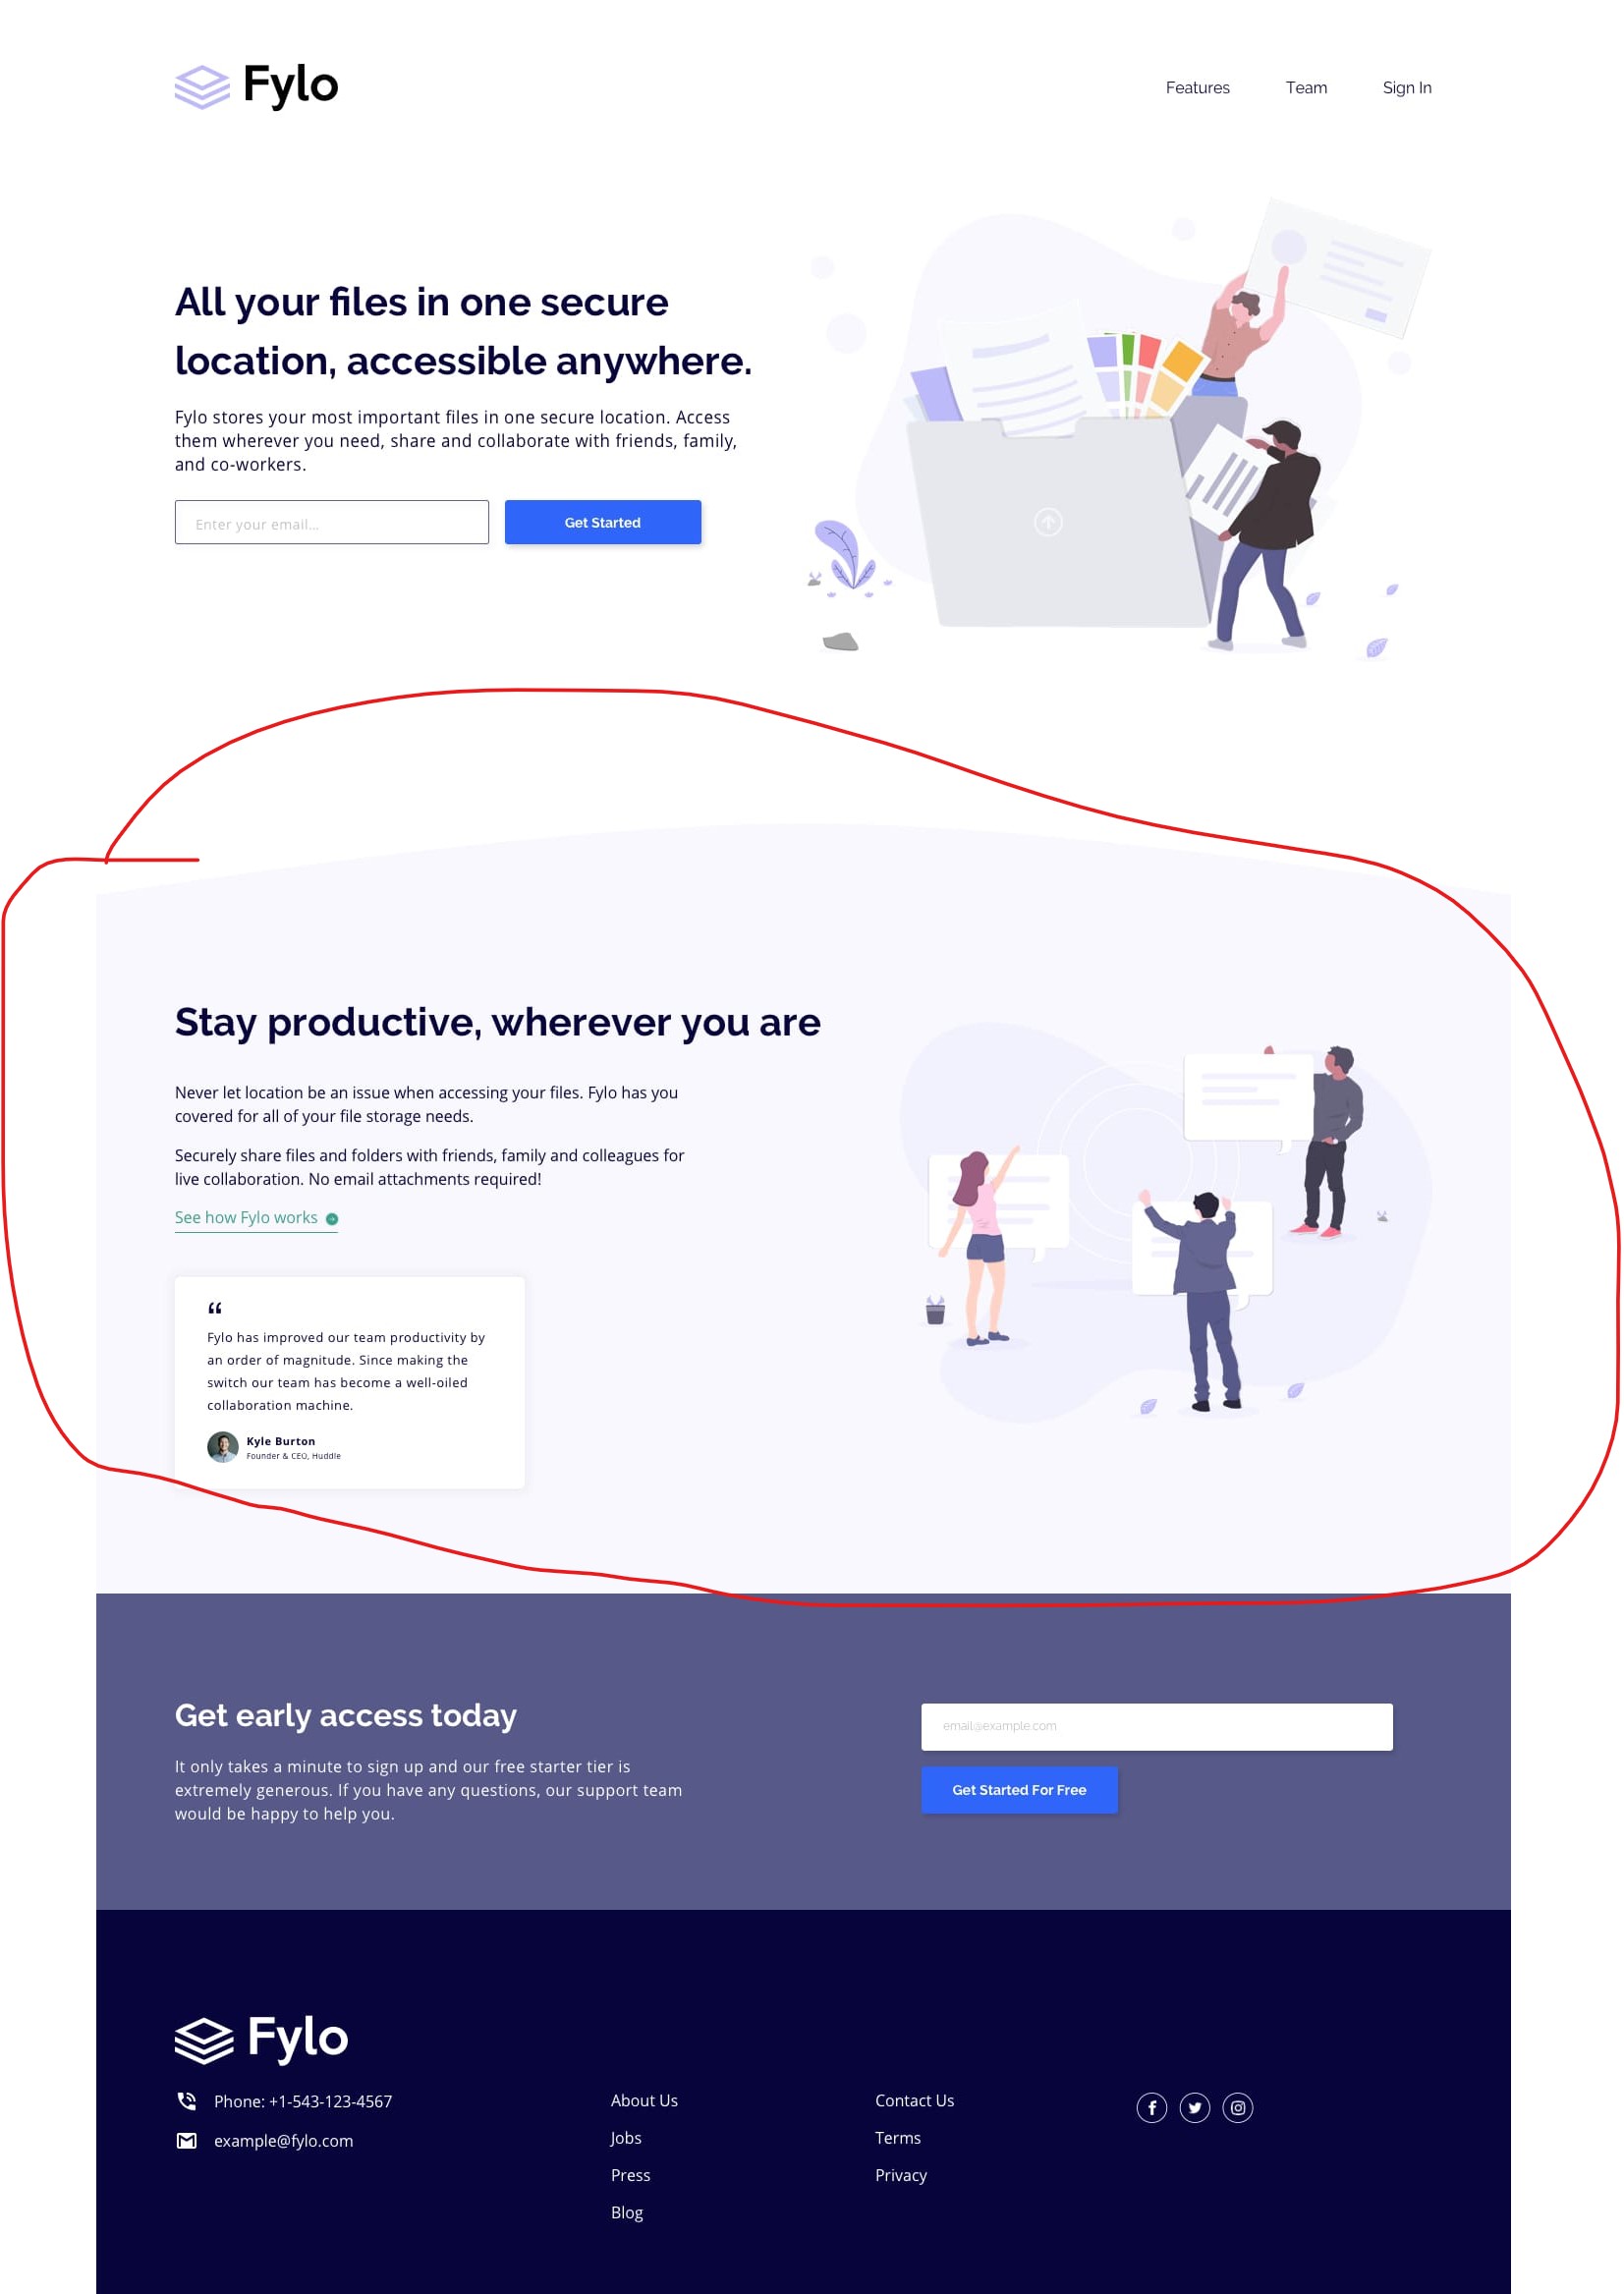 Fylo
Features
Team
Sign In
All your files in one secure
location, accessible anywhere.
Fylo stores your most important files in one secure location. Access
them wherever you need, share and collaborate with friends, family,
and co-workers.
Enter your email...
Get Started
Stay productive, wherever you are
Never let location be an issue when accessing your files. Fylo has you
covered for all of your file storage needs.
Securely share files and folders with friends, family and colleagues for
live collaboration. No email attachments required!
See how Fylo works
“
Fylo has improved our team productivity by
an order of magnitude. Since making the
switch our team has become a well-oiled
collaboration machine.
Kyle Burton
Founder & CEO, Huddle
Get early access today
It only takes a minute to sign up and our free starter tier is
extremely generous. If you have any questions, our support team
would be happy to help you.
email@example.com
Get Started For Free
Fylo
Phone: +1-543-123-4567
example@fylo.com
About Us
Jobs
Press
Blog
Contact Us
Terms
Privacy